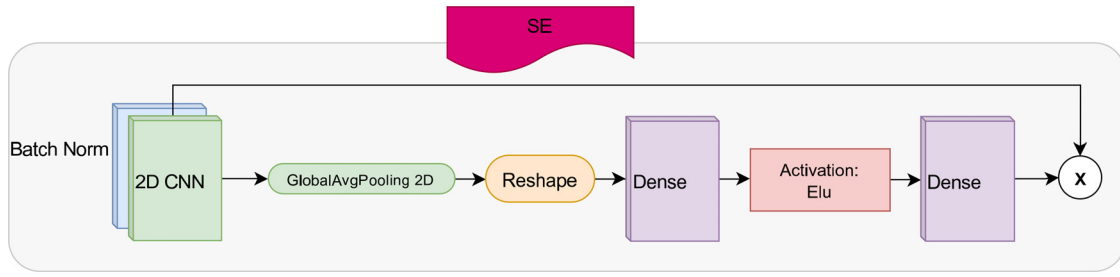 SE
Batch Norm
2D CNN
GlobalAvgPooling 2D
Reshape
Dense
Activation:
Elu
Dense
X